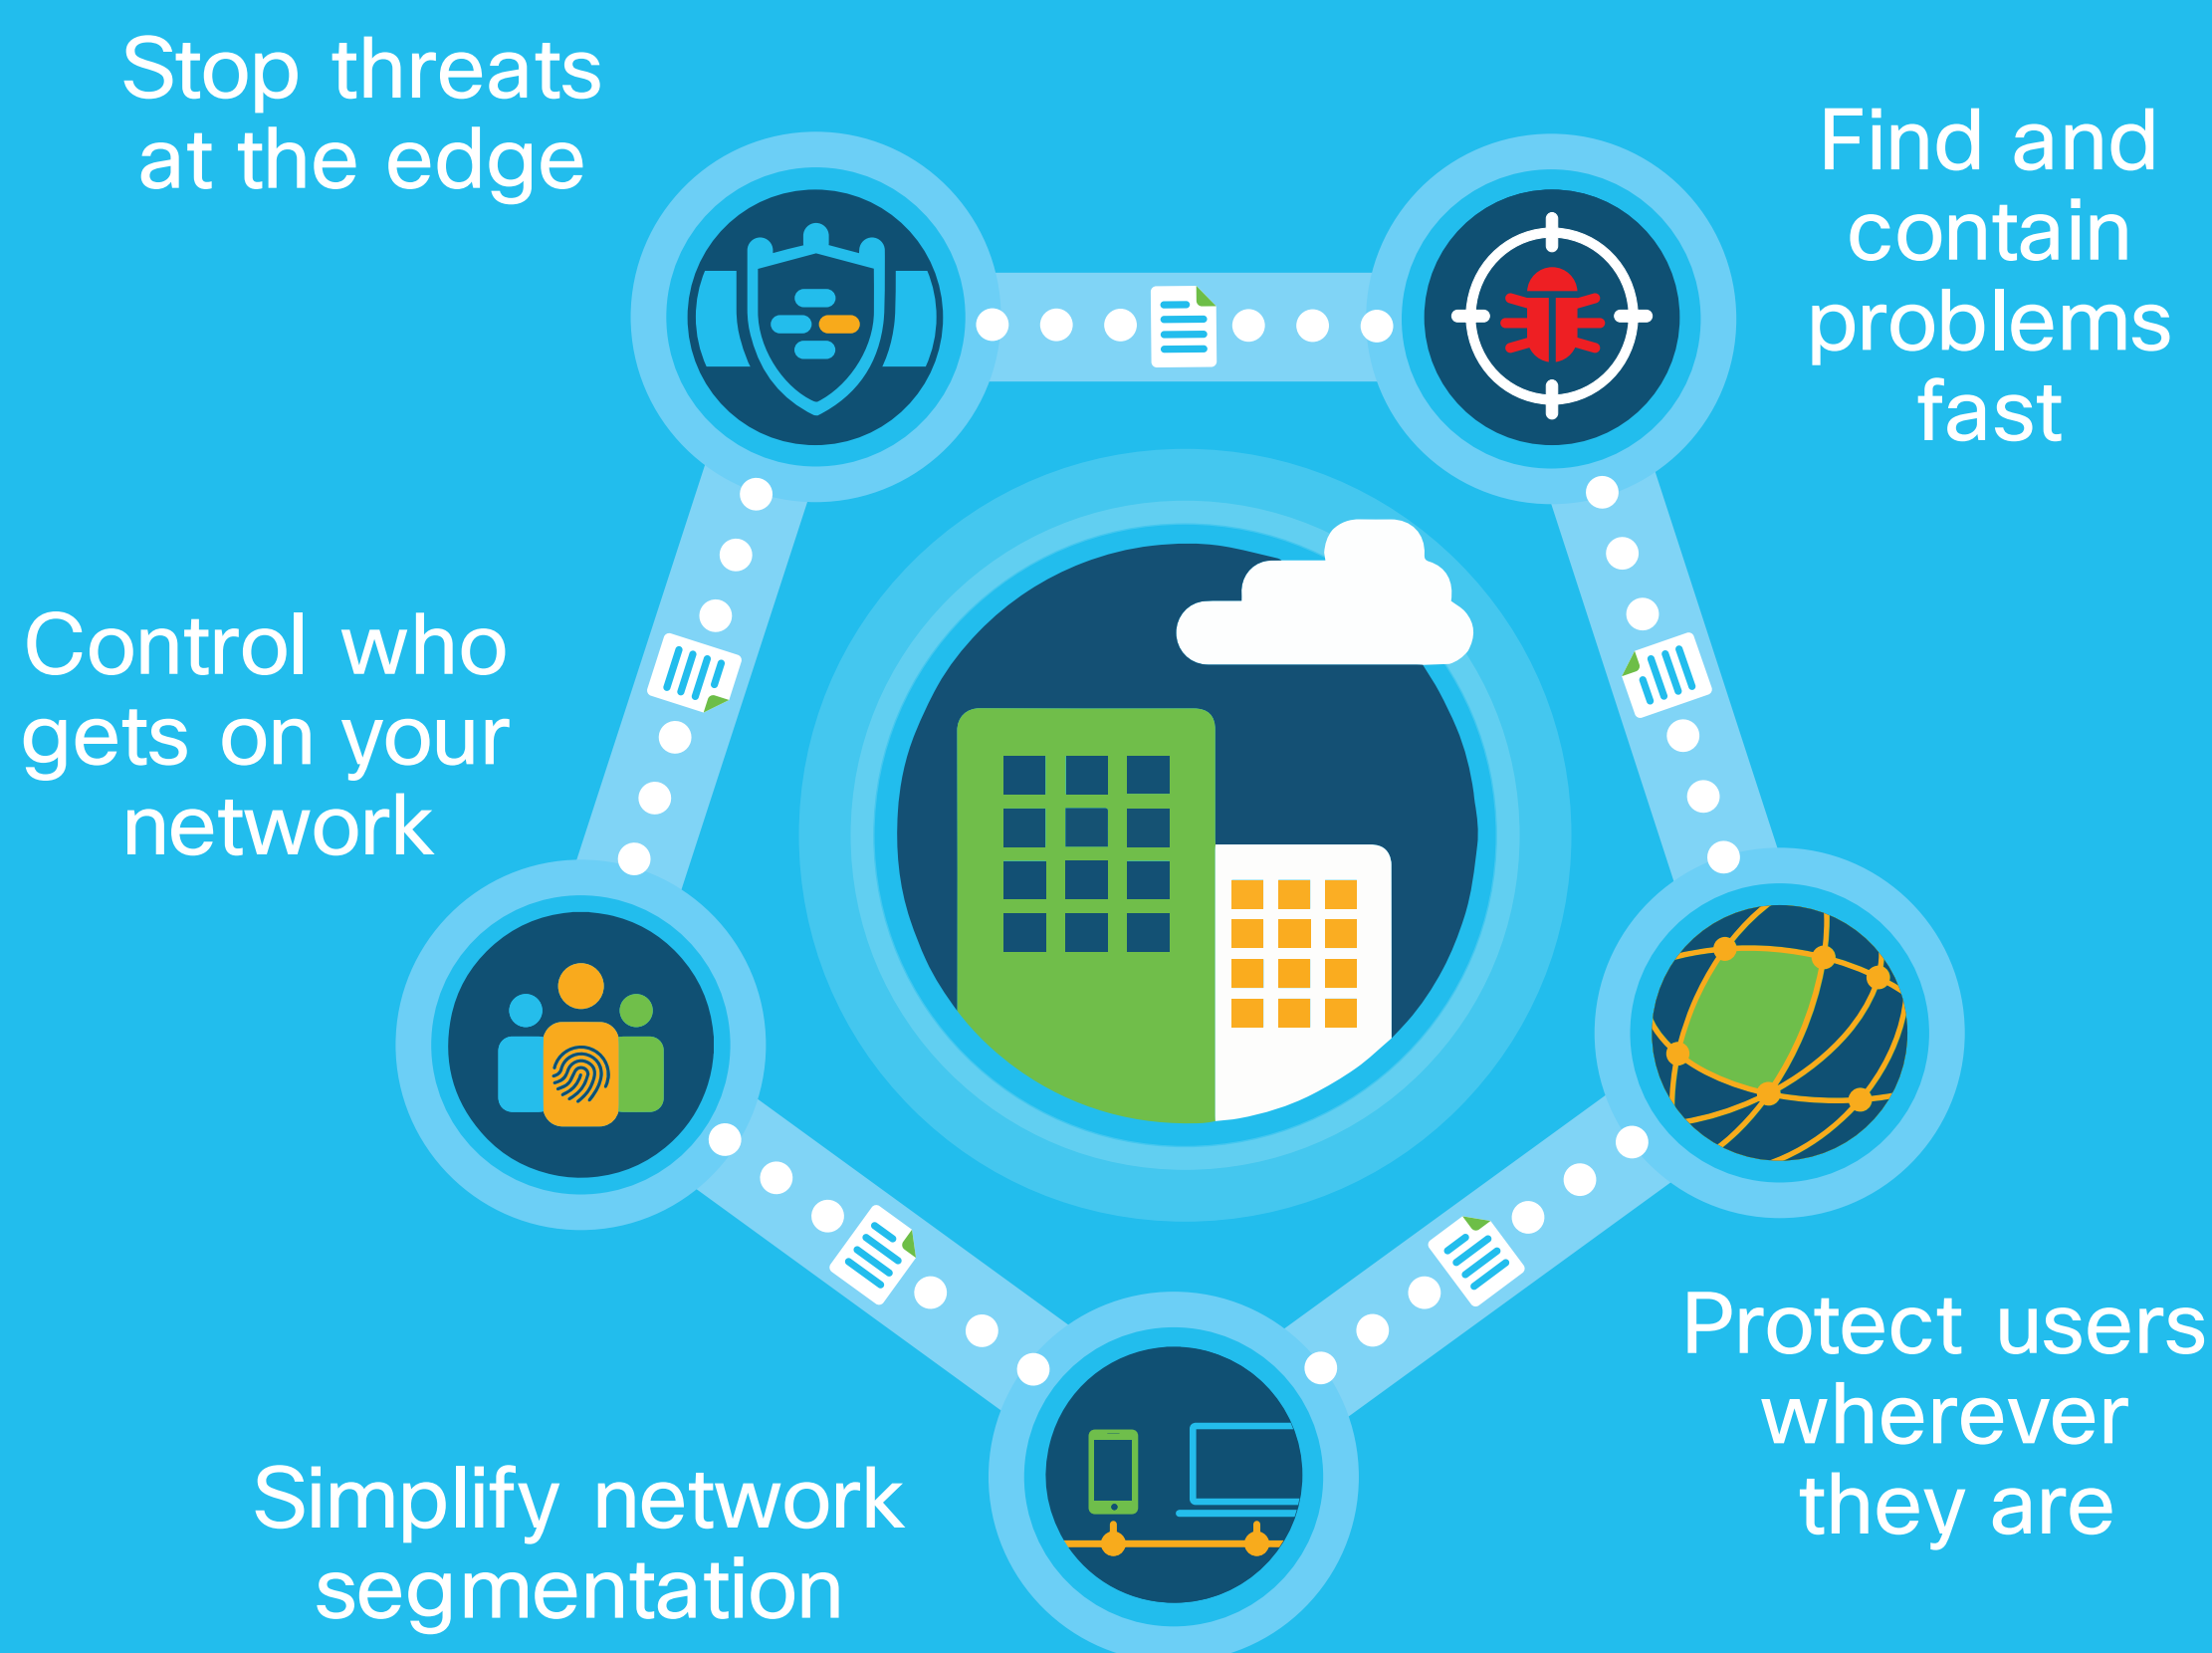 Stop threats
at the edge
Find and
contain
problems
fast
Control who
gets on your
network
Protect users
wherever
they are
Simplify network
segmentation